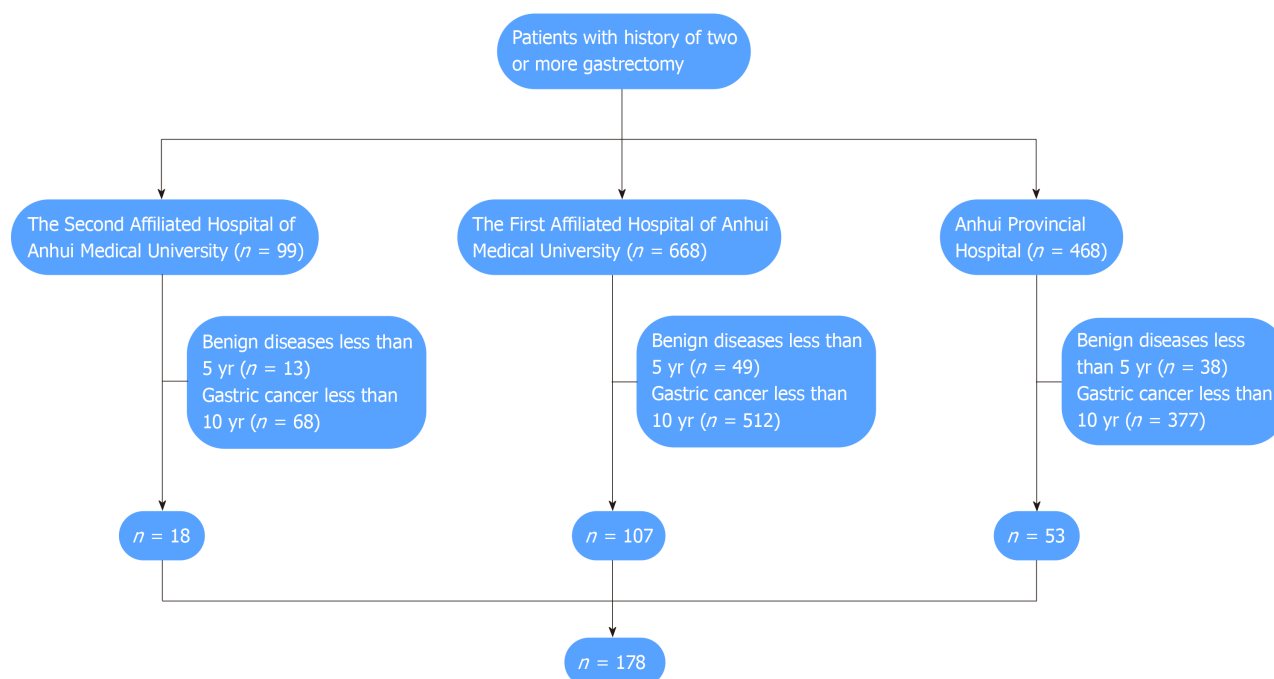 Patients with history of two
or more gastrectomy
The Second Affiliated Hospital of
Anhui Medical University (n = 99)
The First Affiliated Hospital of Anhui
Medical University (n = 668)
Anhui Provincial
Hospital (n = 468)
Benign diseases less than
5 yr (n = 13)
Gastric cancer less than
10 yr (n = 68)
Benign diseases less than
5 yr (n = 49)
Gastric cancer less than
10 yr (n = 512)
Benign diseases less
than 5 yr (n = 38)
Gastric cancer less than
10 yr (n = 377)
n = 18
n = 107
n = 53
n = 178